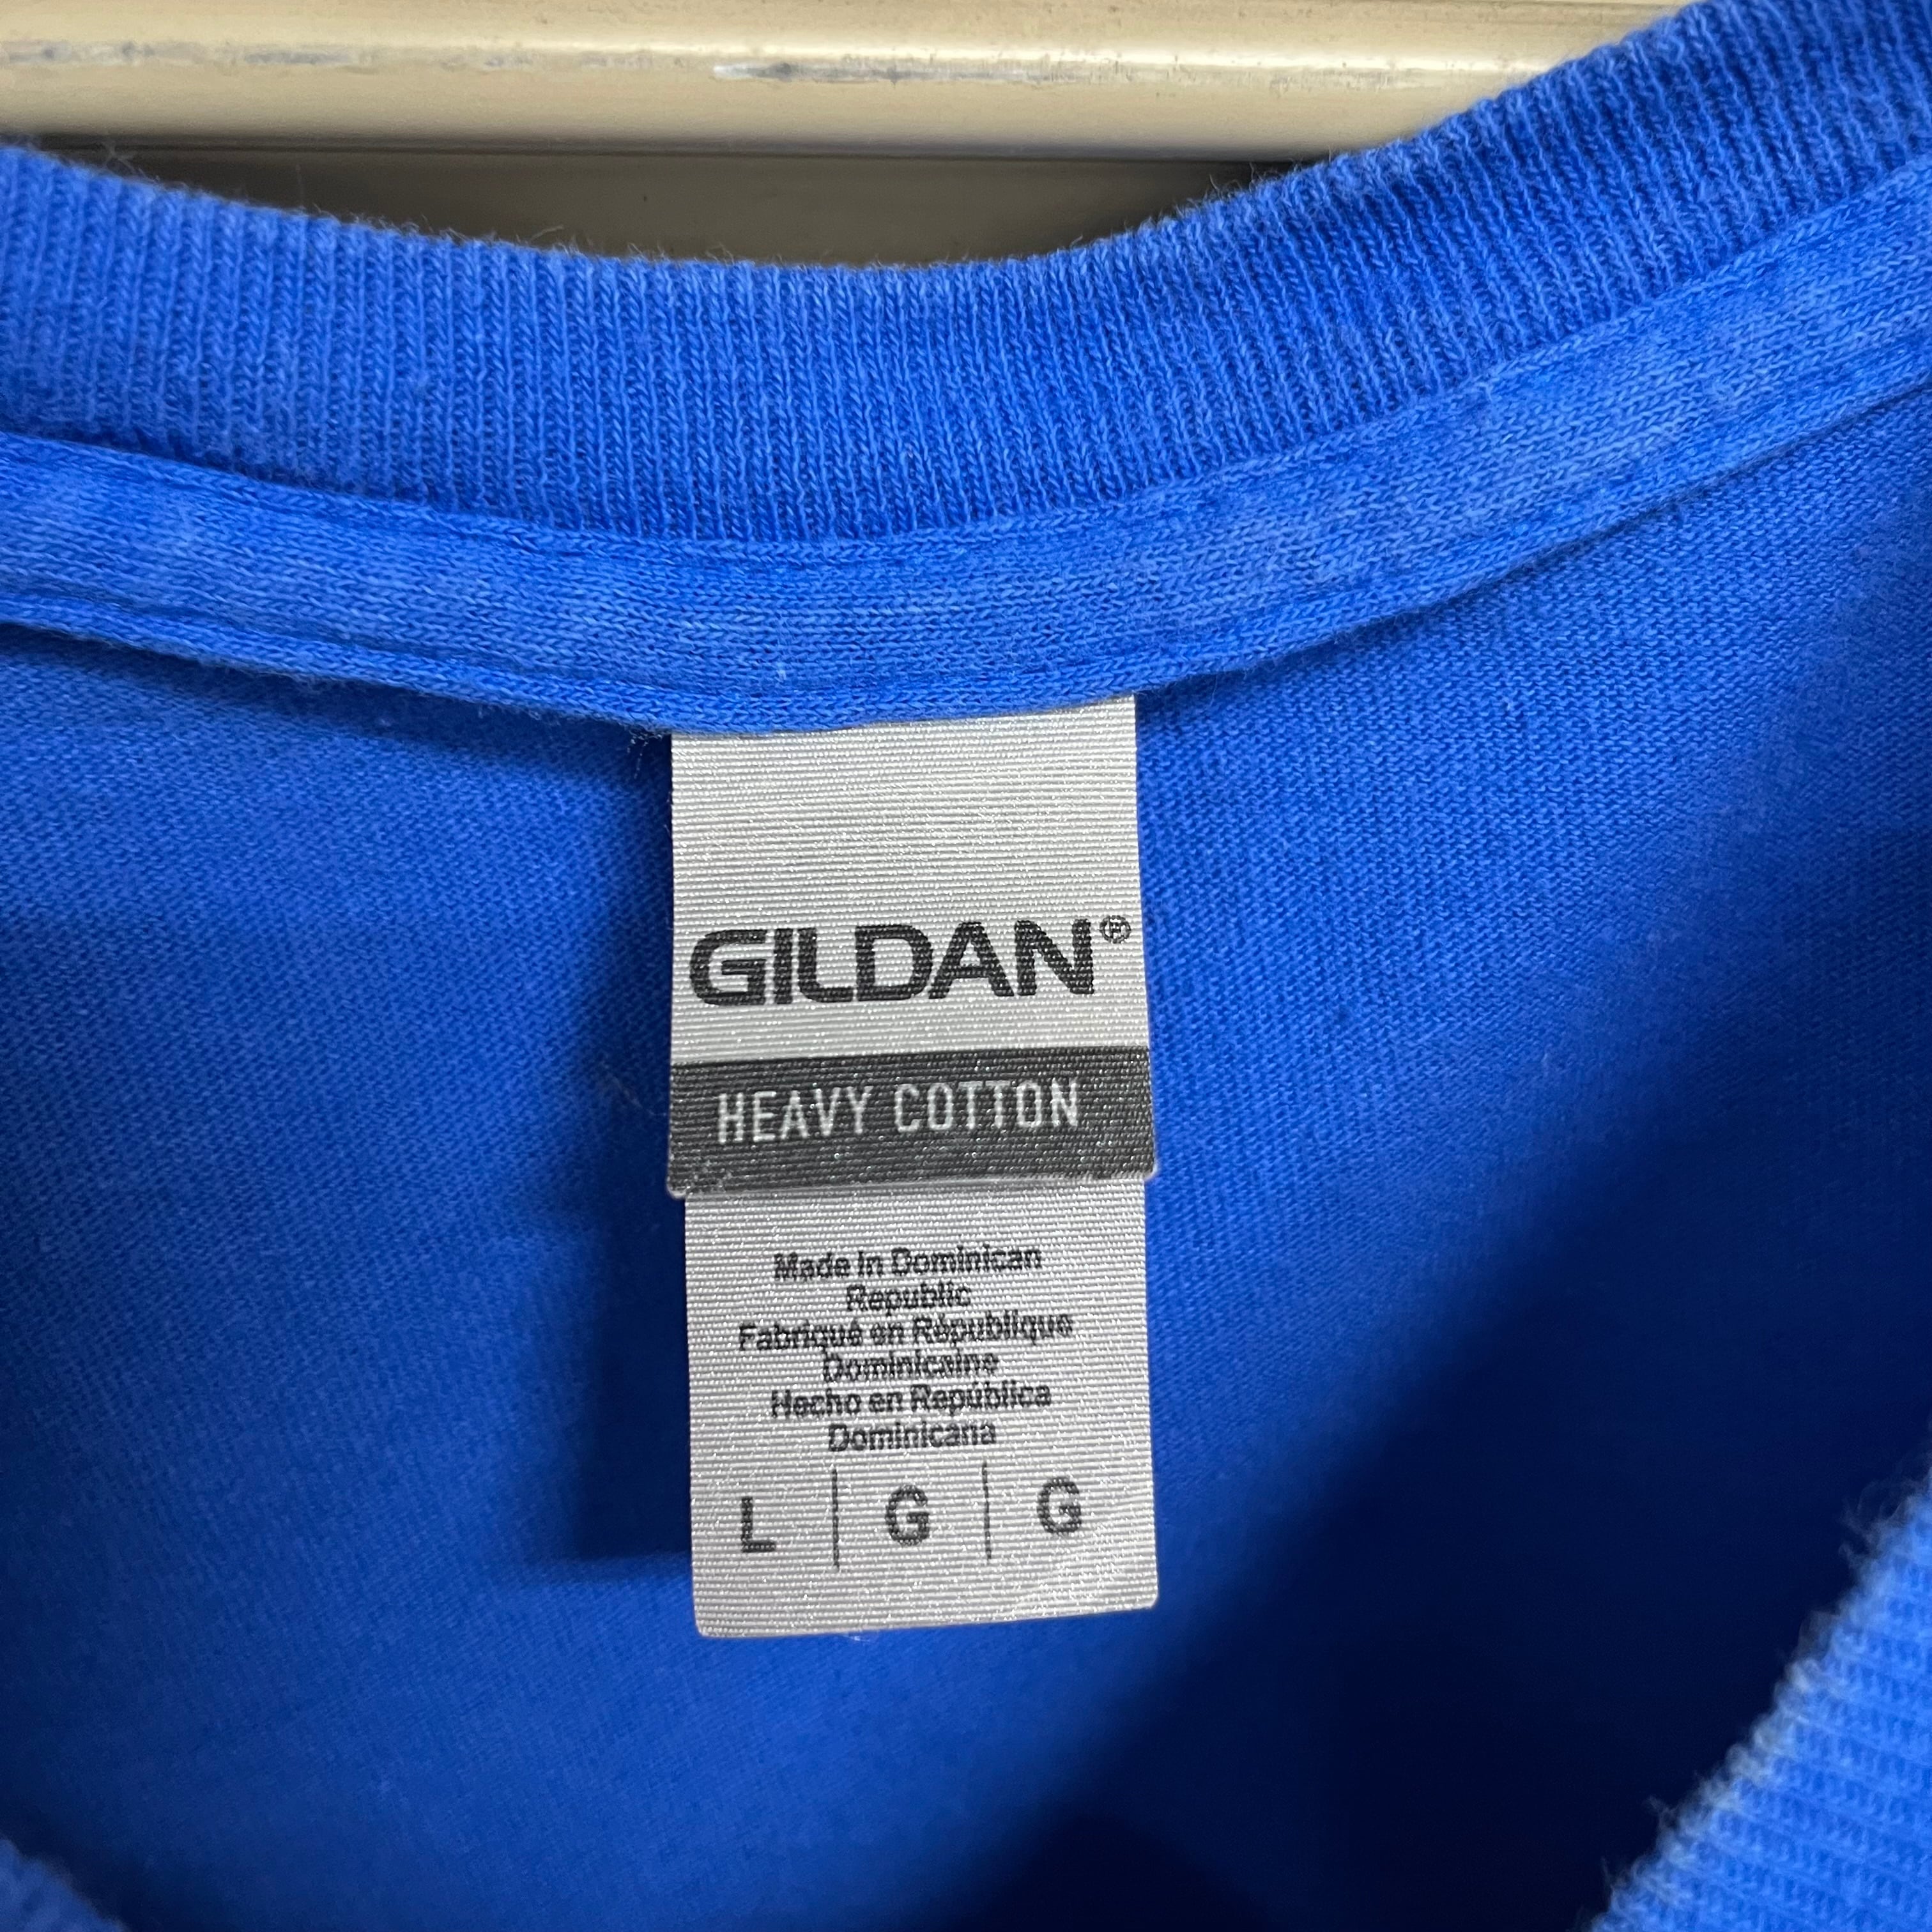 GILDAN®
HEAVY COTTON
Made in Dominican
Republic
Fabriqué en République
Dominicaine
Hecho en República
Dominicana
L | G | G